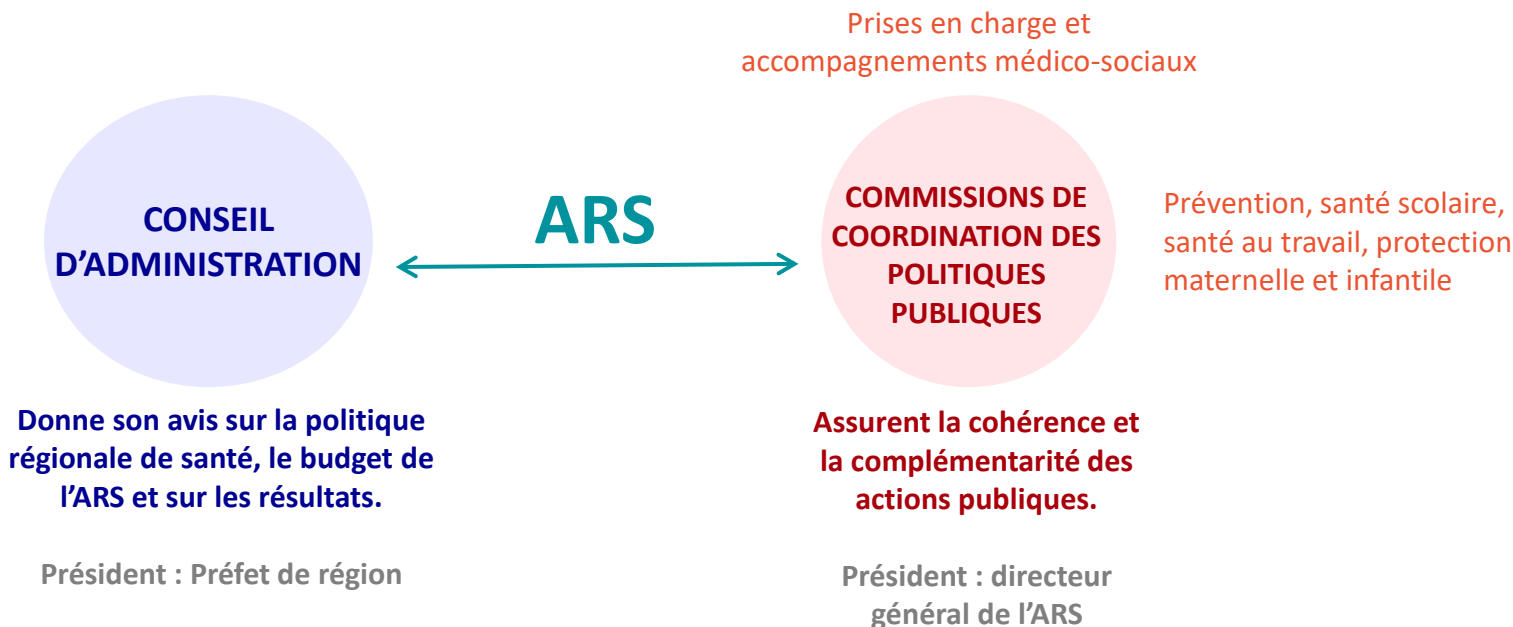 Prises en charge et
accompagnements médico-sociaux
CONSEIL
D’ADMINISTRATION
ARS
COMMISSIONS DE
COORDINATION DES
POLITIQUES
PUBLIQUES
Prévention, santé scolaire,
santé au travail, protection
maternelle et infantile
Donne son avis sur la politique
régionale de santé, le budget de
l’ARS et sur les résultats.
Président : Préfet de région
Assurent la cohérence et
la complémentarité des
actions publiques.
Président : directeur
général de l’ARS